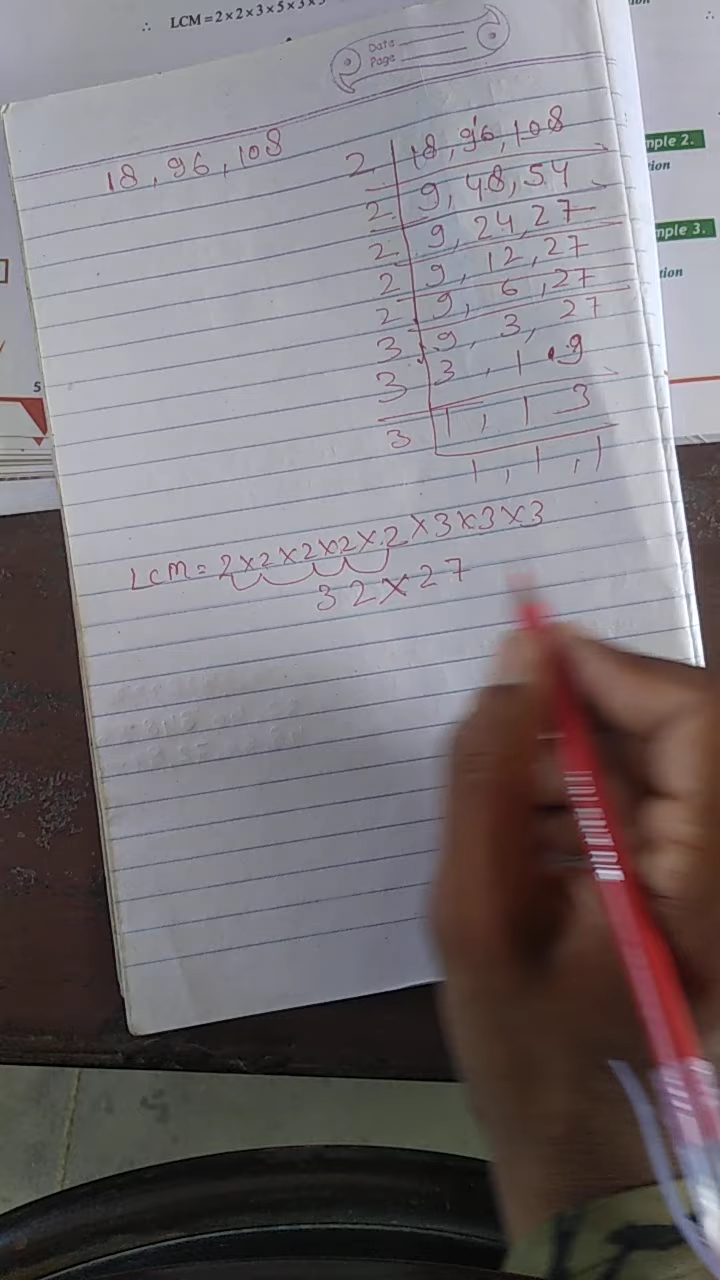 ∴ LCM = 2 × 2 × 3 × 5 × 3 ×
Date
Page
18, 96, 108
2 | 18, 96, 108
2 | 9, 48, 54
2 | 9, 24, 27
2 | 9, 12, 27
2 | 9, 6, 27
3 | 9, 3, 27
3 | 3, 1 9
3 | 1, 1 3
1, 1, 1
LCM = 2×2×2×2×2×3×3×3
32×27
mple 2.
tion
mple 3.
tion
5